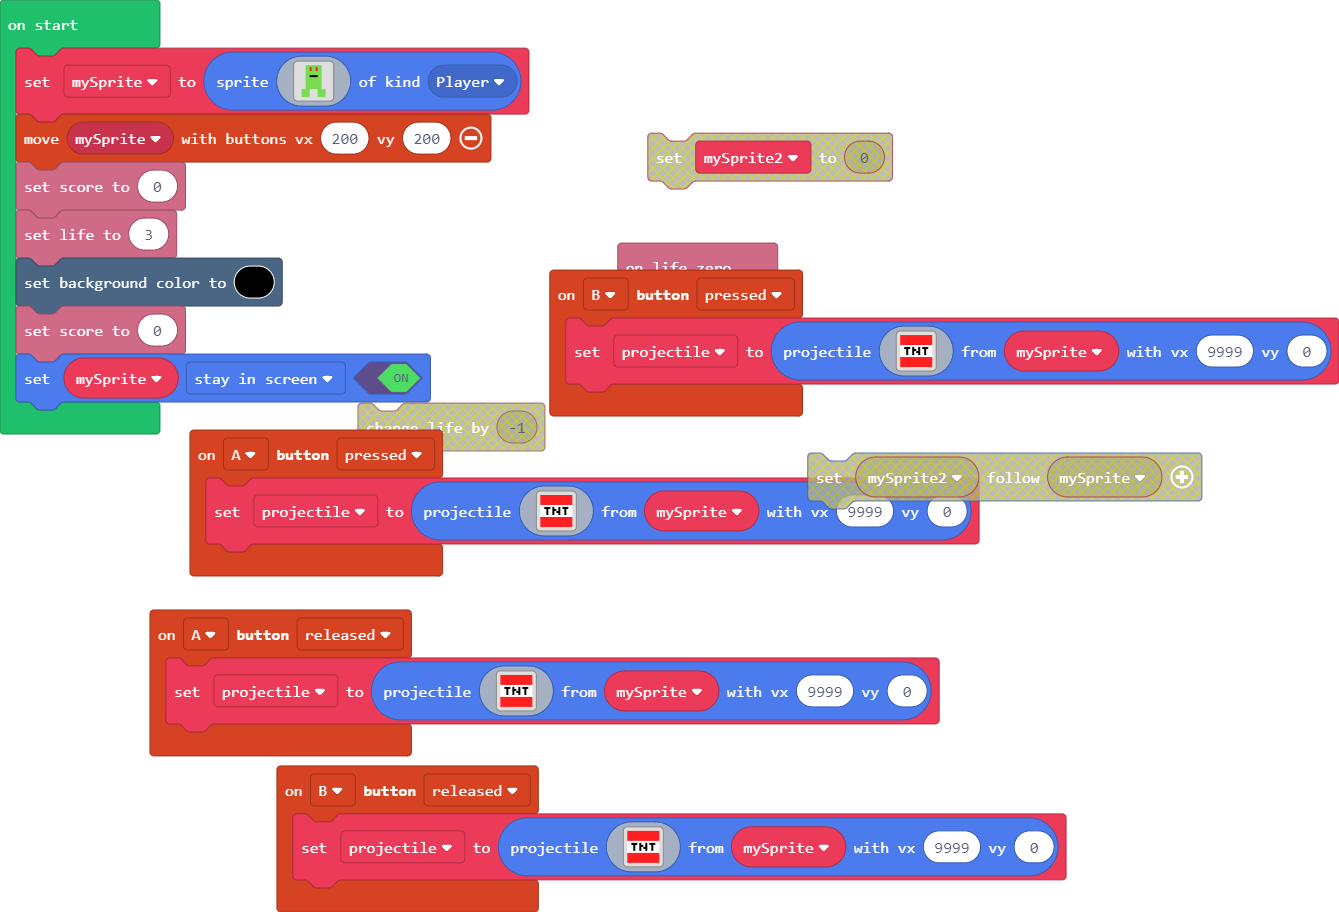 on start
set mySprite to sprite of kind Player
move mySprite with buttons vx 200 vy 200
set score to 0
set life to 3
set background color to
set score to 0
set mySprite stay in screen ON
set mySprite2 to 0
on life zero
on B button pressed
set projectile to projectile TNT from mySprite with vx 9999 vy 0
change life by -1
on A button pressed
set projectile to projectile TNT from mySprite with vx 9999 vy 0
set mySprite2 follow mySprite
on A button released
set projectile to projectile TNT from mySprite with vx 9999 vy 0
on B button released
set projectile to projectile TNT from mySprite with vx 9999 vy 0